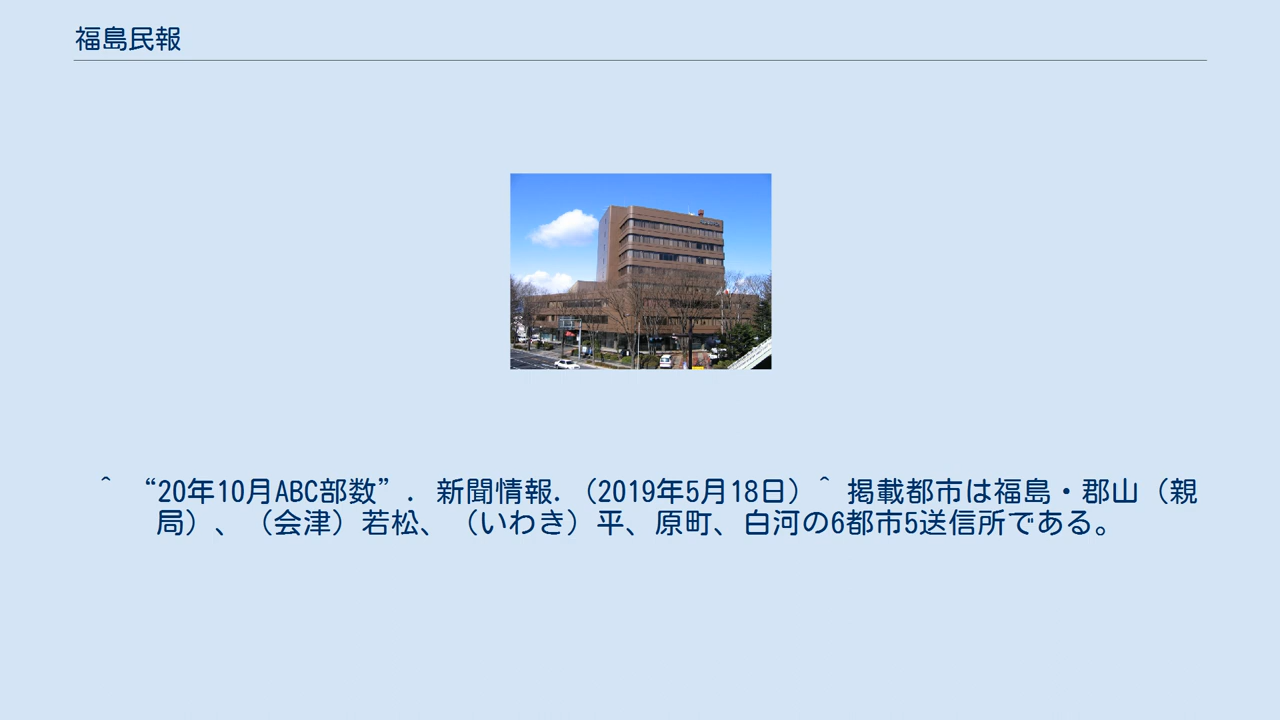 福島民報
^ “20年10月ABC部数”. 新聞情報.（2019年5月18日）^ 掲載都市は福島・郡山（親
局）、（会津）若松、（いわき）平、原町、白河の6都市5送信所である。